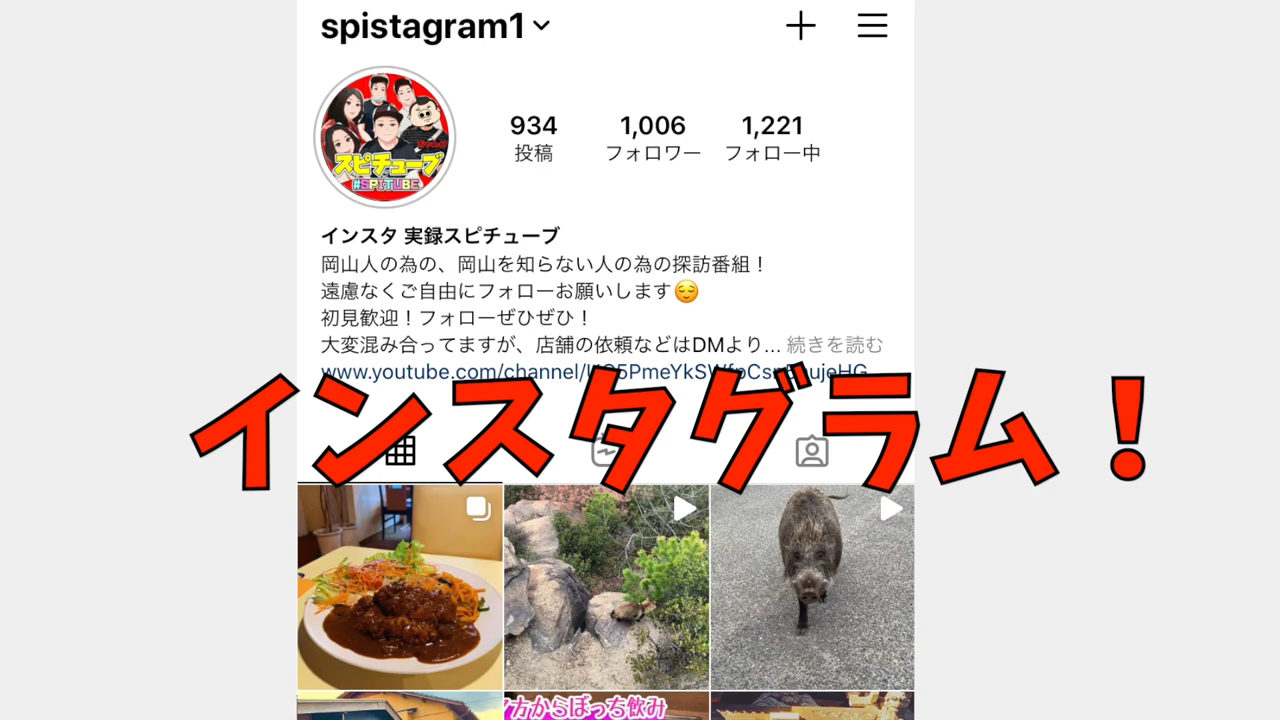 spistagram1
スピチューブ
#SPITUBE
934
1,006
1,221
投稿
フォロワー
フォロー中
インスタ 実録スピチューブ
岡山人の為の、岡山を知らない人の為の探訪番組！
遠慮なくご自由にフォローお願いします😌
初見歓迎！フォローぜひぜひ！
大変混み合ってますが、店舗の依頼などはDMより... 続きを読む
www.youtube.com/channel/
インスタグラム！
方からぼっち飲み